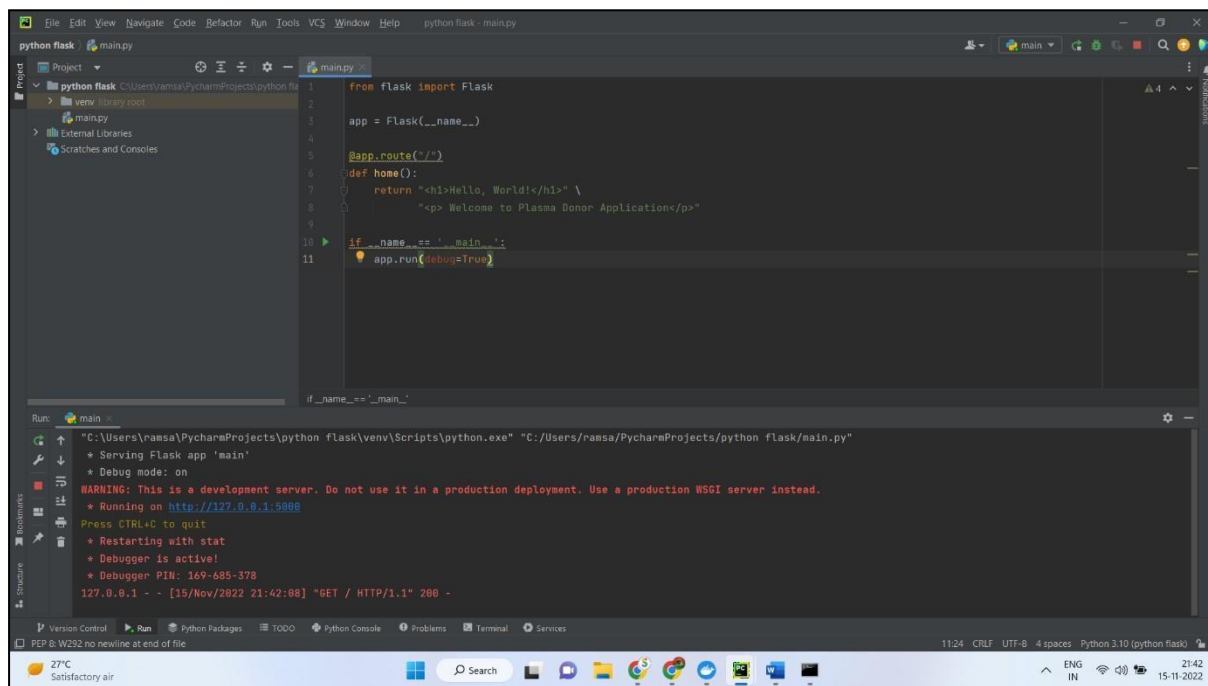 File Edit View Navigate Code Refactor Run Tools VCS Window Help python flask - main.py
python flask main.py main
Project main.py
python flask C:\Users\ramsa\PycharmProjects\python fla
venv library root
main.py
External Libraries
Scratches and Consoles
1 from flask import Flask
2
3 app = Flask(__name__)
4
5 @app.route("/")
6 def home():
7 return "<h1>Hello, World!</h1>" \
8 "<p> Welcome to Plasma Donor Application</p>"
9
10 if __name__== '__main__':
11 app.run(debug=True)
4
Project
Notifications
if __name__== '__main__'
Run: main
"C:\Users\ramsa\PycharmProjects\python flask\venv\Scripts\python.exe" "C:/Users/ramsa/PycharmProjects/python flask/main.py"
* Serving Flask app 'main'
* Debug mode: on
WARNING: This is a development server. Do not use it in a production deployment. Use a production WSGI server instead.
* Running on http://127.0.0.1:5000
Press CTRL+C to quit
* Restarting with stat
* Debugger is active!
* Debugger PIN: 169-685-378
127.0.0.1 - - [15/Nov/2022 21:42:08] "GET / HTTP/1.1" 200 -
Bookmarks
Structure
Version Control Run Python Packages TODO Python Console Problems Terminal Services
PEP 8: W292 no newline at end of file 11:24 CRLF UTF-8 4 spaces Python 3.10 (python flask)
27°C
Satisfactory air
Search
ENG
IN
21:42
15-11-2022